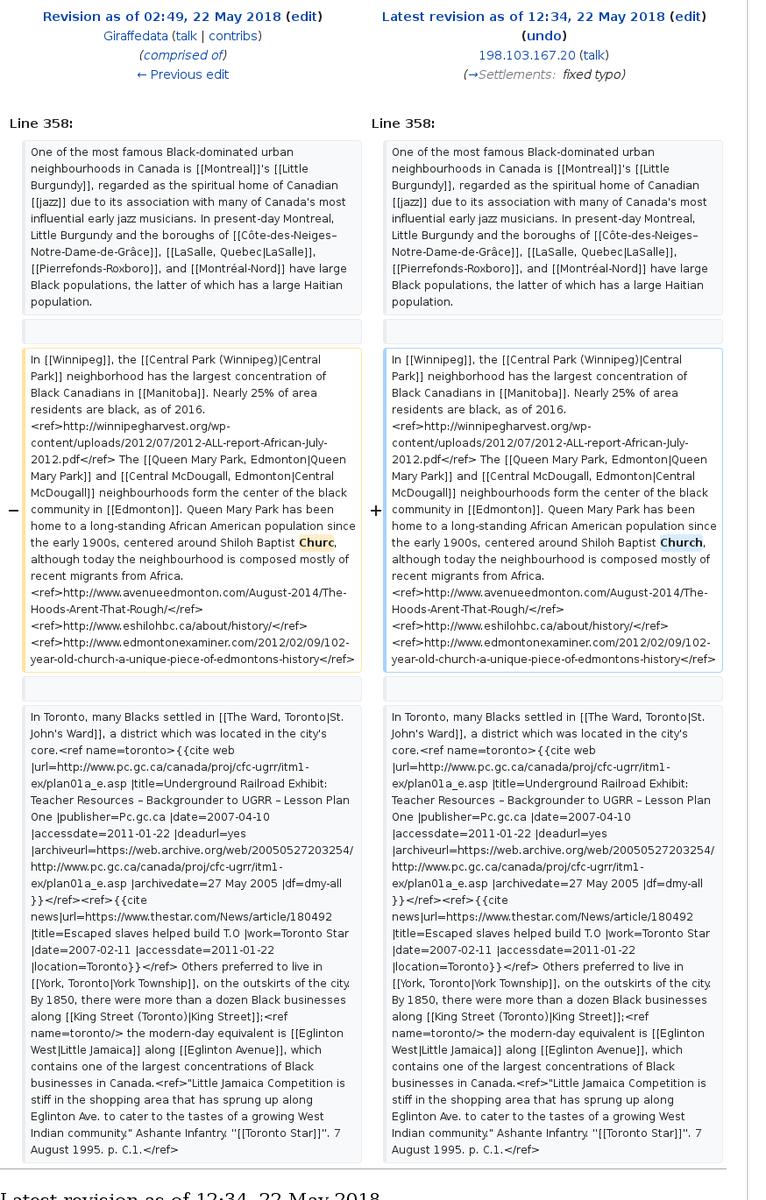 Revision as of 02:49, 22 May 2018 (edit)
Giraffedata (talk | contribs)
(comprised of)
← Previous edit
Latest revision as of 12:34, 22 May 2018 (edit)
(undo)
198.103.167.20 (talk)
(→Settlements: fixed typo)
Line 358:
Line 358:
One of the most famous Black-dominated urban
neighbourhoods in Canada is [[Montreal]]'s [[Little
Burgundy]], regarded as the spiritual home of Canadian
[[jazz]] due to its association with many of Canada's most
influential early jazz musicians. In present-day Montreal,
Little Burgundy and the boroughs of [[Côte-des-Neiges–
Notre-Dame-de-Grâce]], [[LaSalle, Quebec|LaSalle]],
[[Pierrefonds-Roxboro]], and [[Montréal-Nord]] have large
Black populations, the latter of which has a large Haitian
population.
One of the most famous Black-dominated urban
neighbourhoods in Canada is [[Montreal]]'s [[Little
Burgundy]], regarded as the spiritual home of Canadian
[[jazz]] due to its association with many of Canada's most
influential early jazz musicians. In present-day Montreal,
Little Burgundy and the boroughs of [[Côte-des-Neiges–
Notre-Dame-de-Grâce]], [[LaSalle, Quebec|LaSalle]],
[[Pierrefonds-Roxboro]], and [[Montréal-Nord]] have large
Black populations, the latter of which has a large Haitian
population.
−
In [[Winnipeg]], the [[Central Park (Winnipeg)|Central
Park]] neighborhood has the largest concentration of
Black Canadians in [[Manitoba]]. Nearly 25% of area
residents are black, as of 2016.
<ref>http://winnipegharvest.org/wp-
content/uploads/2012/07/2012-ALL-report-African-July-
2012.pdf</ref> The [[Queen Mary Park, Edmonton|Queen
Mary Park]] and [[Central McDougall, Edmonton|Central
McDougall]] neighbourhoods form the center of the black
community in [[Edmonton]]. Queen Mary Park has been
home to a long-standing African American population since
the early 1900s, centered around Shiloh Baptist Churc,
although today the neighbourhood is composed mostly of
recent migrants from Africa.
<ref>http://www.avenueedmonton.com/August-2014/The-
Hoods-Arent-That-Rough/</ref>
<ref>http://www.eshilohbc.ca/about/history/</ref>
<ref>http://www.edmontonexaminer.com/2012/02/09/102-
year-old-church-a-unique-piece-of-edmontons-history</ref>
+
In [[Winnipeg]], the [[Central Park (Winnipeg)|Central
Park]] neighborhood has the largest concentration of
Black Canadians in [[Manitoba]]. Nearly 25% of area
residents are black, as of 2016.
<ref>http://winnipegharvest.org/wp-
content/uploads/2012/07/2012-ALL-report-African-July-
2012.pdf</ref> The [[Queen Mary Park, Edmonton|Queen
Mary Park]] and [[Central McDougall, Edmonton|Central
McDougall]] neighbourhoods form the center of the black
community in [[Edmonton]]. Queen Mary Park has been
home to a long-standing African American population since
the early 1900s, centered around Shiloh Baptist Church,
although today the neighbourhood is composed mostly of
recent migrants from Africa.
<ref>http://www.avenueedmonton.com/August-2014/The-
Hoods-Arent-That-Rough/</ref>
<ref>http://www.eshilohbc.ca/about/history/</ref>
<ref>http://www.edmontonexaminer.com/2012/02/09/102-
year-old-church-a-unique-piece-of-edmontons-history</ref>
In Toronto, many Blacks settled in [[The Ward, Toronto|St.
John's Ward]], a district which was located in the city's
core.<ref name=toronto>{{cite web
|url=http://www.pc.gc.ca/canada/proj/cfc-ugrr/itm1-
ex/plan01a_e.asp |title=Underground Railroad Exhibit:
Teacher Resources – Backgrounder to UGRR – Lesson Plan
One |publisher=Pc.gc.ca |date=2007-04-10
|accessdate=2011-01-22 |deadurl=yes
|archiveurl=https://web.archive.org/web/20050527203254/
http://www.pc.gc.ca/canada/proj/cfc-ugrr/itm1-
ex/plan01a_e.asp |archivedate=27 May 2005 |df=dmy-all
}}</ref><ref>{{cite
news|url=https://www.thestar.com/News/article/180492
|title=Escaped slaves helped build T.O |work=Toronto Star
|date=2007-02-11 |accessdate=2011-01-22
|location=Toronto}}</ref> Others preferred to live in
[[York, Toronto|York Township]], on the outskirts of the city.
By 1850, there were more than a dozen Black businesses
along [[King Street (Toronto)|King Street]];<ref
name=toronto/> the modern-day equivalent is [[Eglinton
West|Little Jamaica]] along [[Eglinton Avenue]], which
contains one of the largest concentrations of Black
businesses in Canada.<ref>"Little Jamaica Competition is
stiff in the shopping area that has sprung up along
Eglinton Ave. to cater to the tastes of a growing West
Indian community." Ashante Infantry. ''[[Toronto Star]]''. 7
August 1995. p. C.1.</ref>
In Toronto, many Blacks settled in [[The Ward, Toronto|St.
John's Ward]], a district which was located in the city's
core.<ref name=toronto>{{cite web
|url=http://www.pc.gc.ca/canada/proj/cfc-ugrr/itm1-
ex/plan01a_e.asp |title=Underground Railroad Exhibit:
Teacher Resources – Backgrounder to UGRR – Lesson Plan
One |publisher=Pc.gc.ca |date=2007-04-10
|accessdate=2011-01-22 |deadurl=yes
|archiveurl=https://web.archive.org/web/20050527203254/
http://www.pc.gc.ca/canada/proj/cfc-ugrr/itm1-
ex/plan01a_e.asp |archivedate=27 May 2005 |df=dmy-all
}}</ref><ref>{{cite
news|url=https://www.thestar.com/News/article/180492
|title=Escaped slaves helped build T.O |work=Toronto Star
|date=2007-02-11 |accessdate=2011-01-22
|location=Toronto}}</ref> Others preferred to live in
[[York, Toronto|York Township]], on the outskirts of the city.
By 1850, there were more than a dozen Black businesses
along [[King Street (Toronto)|King Street]];<ref
name=toronto/> the modern-day equivalent is [[Eglinton
West|Little Jamaica]] along [[Eglinton Avenue]], which
contains one of the largest concentrations of Black
businesses in Canada.<ref>"Little Jamaica Competition is
stiff in the shopping area that has sprung up along
Eglinton Ave. to cater to the tastes of a growing West
Indian community." Ashante Infantry. ''[[Toronto Star]]''. 7
August 1995. p. C.1.</ref>
Latest revision as of 12:34, 22 May 2018